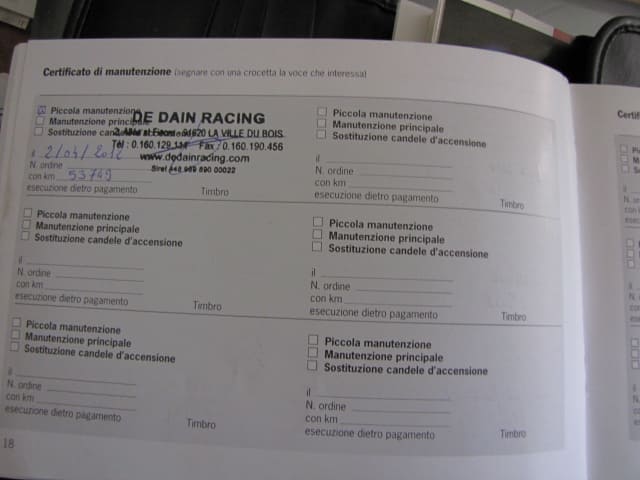 Certificato di manutenzione (segnare con una crocetta la voce che interessa)
Piccola manutenzione
Manutenzione principale
Sostituzione candele
DE DAIN RACING
91620 LA VILLE DU BOIS
Tél : 0.160.129. Fax : 0.160.190.456
www.dedainracing.com
Siret 890 00022
il 2/04/2012
N. ordine
con km 53749
esecuzione dietro pagamento Timbro
Piccola manutenzione
Manutenzione principale
Sostituzione candele d'accensione
il
N. ordine
con km
esecuzione dietro pagamento Timbro
Piccola manutenzione
Manutenzione principale
Sostituzione candele d'accensione
il
N. ordine
con km
esecuzione dietro pagamento Timbro
Piccola manutenzione
Manutenzione principale
Sostituzione candele d'accensione
il
N. ordine
con km
esecuzione dietro pagamento Timbro
Piccola manutenzione
Manutenzione principale
Sostituzione candele d'accensione
il
N. ordine
con km
esecuzione dietro pagamento Timbro
Piccola manutenzione
Manutenzione principale
Sostituzione candele d'accensione
il
N. ordine
con km
esecuzione dietro pagamento Timbro
18